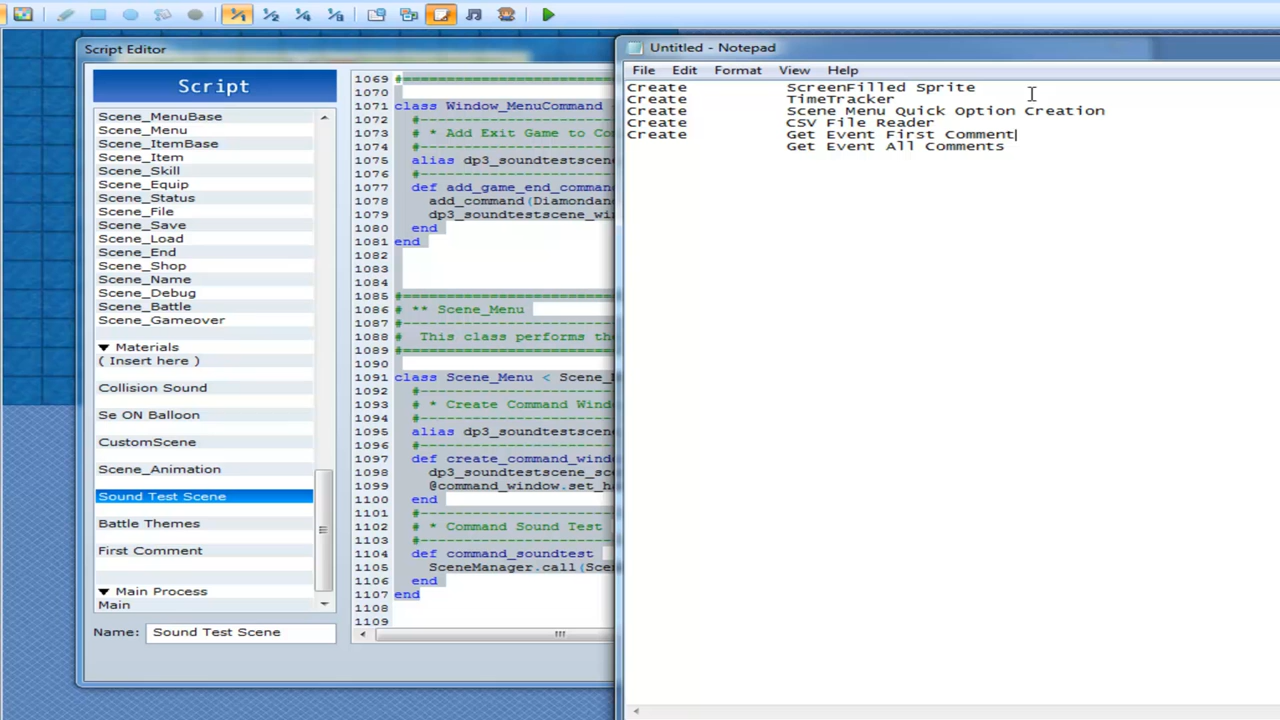 Script Editor
Script
Scene_MenuBase
Scene_Menu
Scene_ItemBase
Scene_Item
Scene_Skill
Scene_Equip
Scene_Status
Scene_File
Scene_Save
Scene_Load
Scene_End
Scene_Shop
Scene_Name
Scene_Debug
Scene_Battle
Scene_Gameover
▼ Materials
( Insert here )
Collision Sound
Se ON Balloon
CustomScene
Scene_Animation
Sound Test Scene
Battle Themes
First Comment
▼ Main Process
Main
Name: Sound Test Scene
1069 #==========================
1070
1071 class Window_MenuCommand
1072 #--------------------------
1073 # * Add Exit Game to Co
1074 #--------------------------
1075 alias dp3_soundtestscene
1076 #--------------------------
1077 def add_game_end_command
1078 add_command(Diamondan
1079 dp3_soundtestscene_wi
1080 end
1081 end
1082
1083
1084
1085 #==========================
1086 # ** Scene_Menu
1087 #--------------------------
1088 # This class performs the
1089 #==========================
1090
1091 class Scene_Menu < Scene_M
1092 #--------------------------
1093 # * Create Command Wind
1094 #--------------------------
1095 alias dp3_soundtestscene
1096 #--------------------------
1097 def create_command_wind
1098 dp3_soundtestscene_sc
1099 @command_window.set_h
1100 end
1101 #--------------------------
1102 # * Command Sound Test
1103 #--------------------------
1104 def command_soundtest
1105 SceneManager.call(Sce
1106 end
1107 end
1108
1109
Untitled - Notepad
File Edit Format View Help
Create ScreenFilled Sprite
Create TimeTracker
Create Scene Menu Quick Option Creation
Create CSV File Reader
Create Get Event First Comment
Get Event All Comments